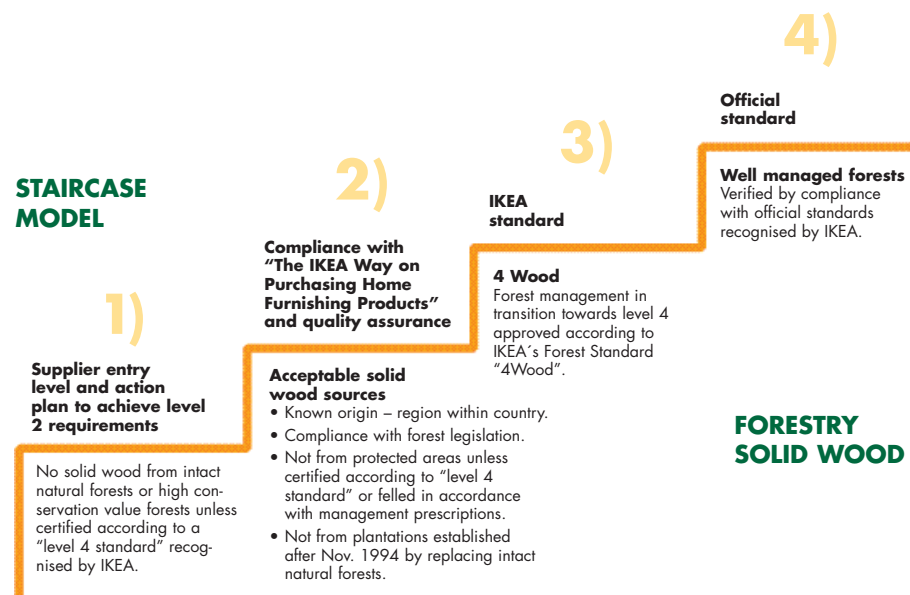 STAIRCASE
MODEL
1)
Supplier entry
level and action
plan to achieve level
2 requirements
No solid wood from intact
natural forests or high con-
servation value forests unless
certified according to a
“level 4 standard” recog-
nised by IKEA.
2)
Compliance with
“The IKEA Way on
Purchasing Home
Furnishing Products”
and quality assurance
Acceptable solid
wood sources
• Known origin – region within country.
• Compliance with forest legislation.
• Not from protected areas unless
certified according to “level 4
standard” or felled in accordance
with management prescriptions.
• Not from plantations established
after Nov. 1994 by replacing intact
natural forests.
3)
IKEA
standard
4 Wood
Forest management in
transition towards level 4
approved according to
IKEA´s Forest Standard
“4Wood”.
4)
Official
standard
Well managed forests
Verified by compliance
with official standards
recognised by IKEA.
FORESTRY
SOLID WOOD